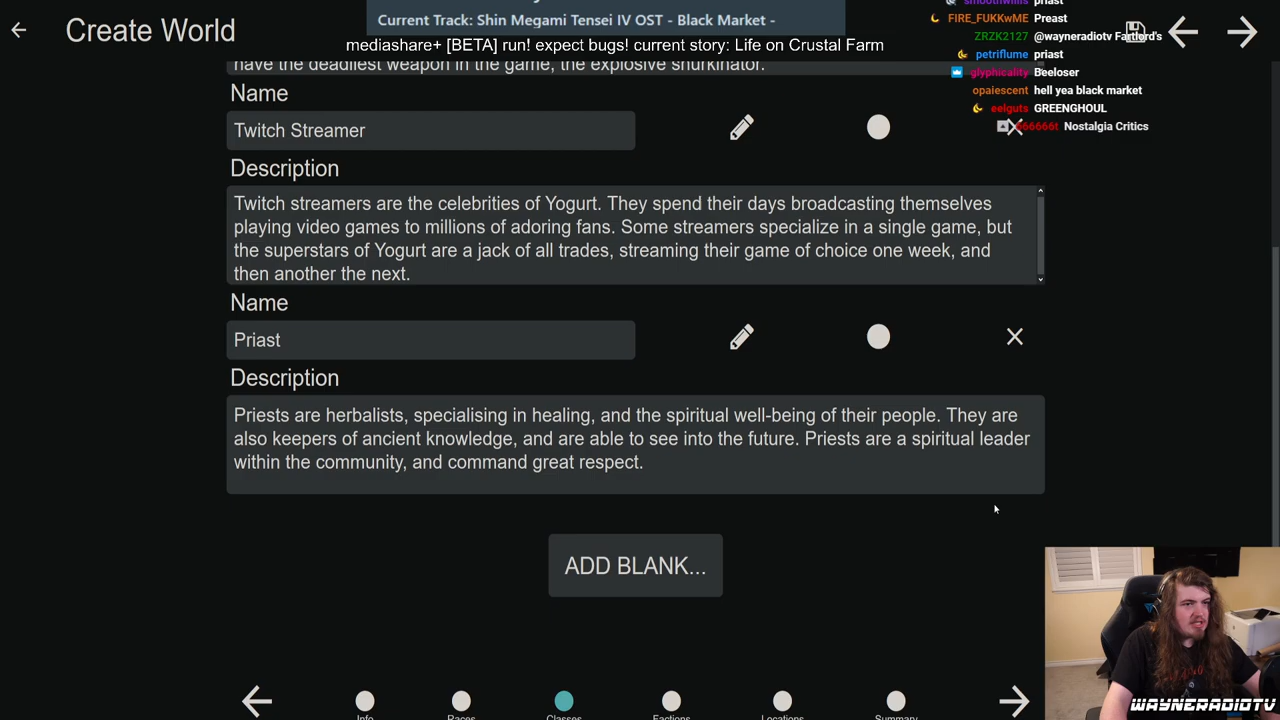 Create World
Current Track: Shin Megami Tensei IV OST - Black Market -
mediashare+ [BETA] run! expect bugs! current story: Life on Crustal Farm
priast
FIRE_FUKKwME Preast
ZRZK2127 @wayneradiotv Fartlord's
petriflume priast
glyphicality Beeloser
opaiescent hell yea black market
eelguts GREENGHOUL
Nostalgia Critics
have un deadliest weapon in the game, the explosive shurkinator.
Name
Twitch Streamer
Description
Twitch streamers are the celebrities of Yogurt. They spend their days broadcasting themselves
playing video games to millions of adoring fans. Some streamers specialize in a single game, but
the superstars of Yogurt are a jack of all trades, streaming their game of choice one week, and
then another the next.
Name
Priast
Description
Priests are herbalists, specialising in healing, and the spiritual well-being of their people. They are
also keepers of ancient knowledge, and are able to see into the future. Priests are a spiritual leader
within the community, and command great respect.
ADD BLANK...
Info
Races
Classes
Factions
Locations
Summary
WAYNERADIOTV